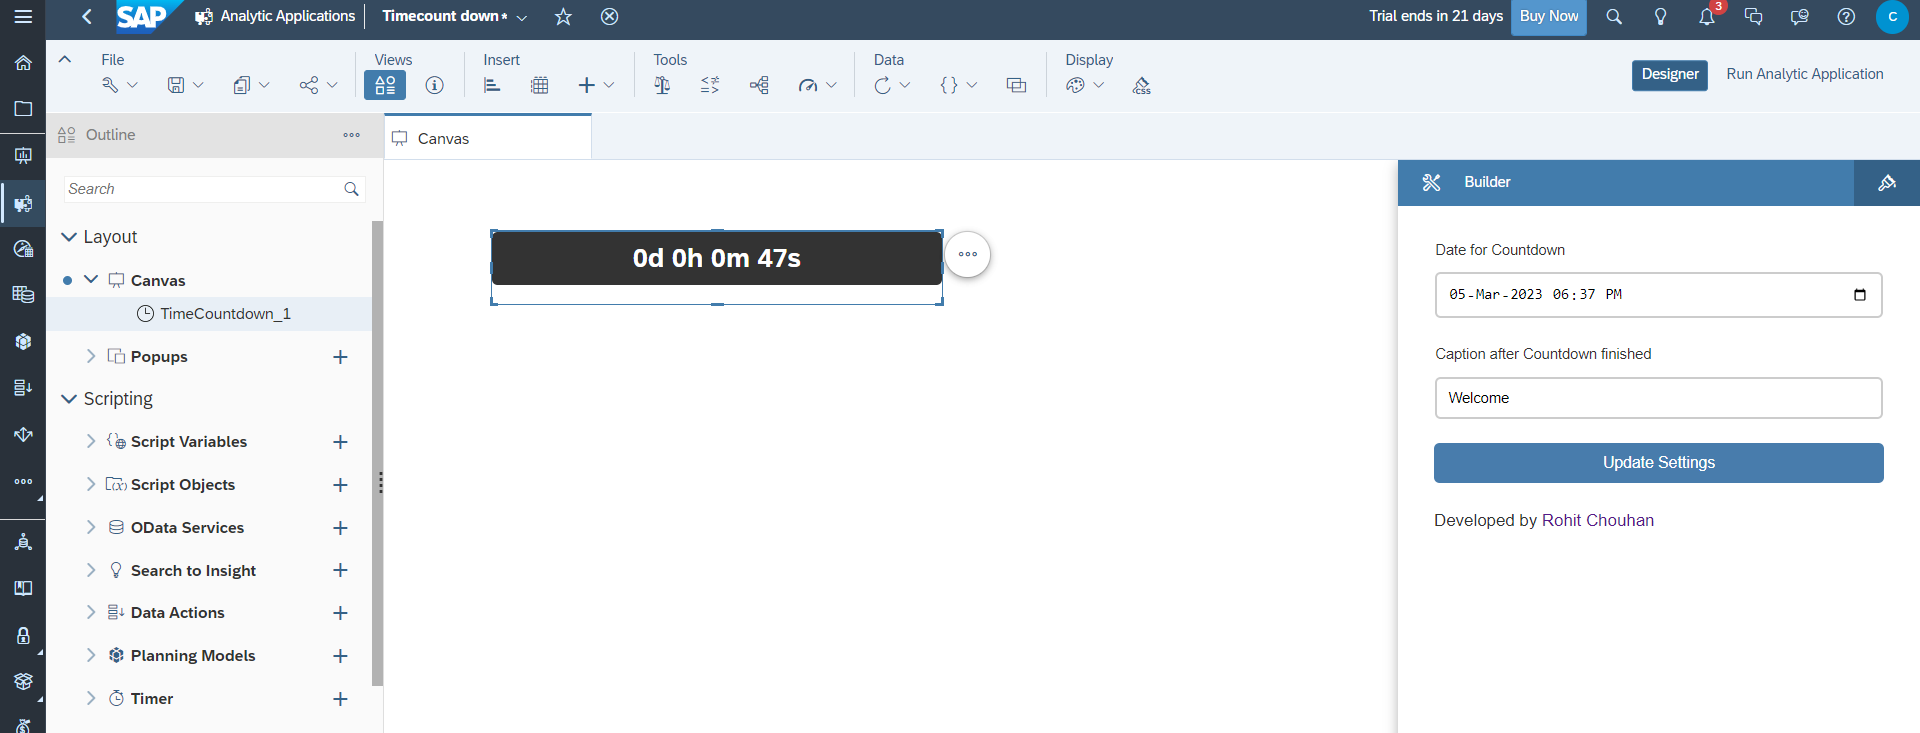 SAP Analytic Applications Timecount down * Trial ends in 21 days Buy Now 3 C
File Views Insert Tools Data Display
CSS
Designer Run Analytic Application
Outline
Canvas
Search
Layout
Canvas
TimeCountdown_1
Popups
Scripting
Script Variables
Script Objects
OData Services
Search to Insight
Data Actions
Planning Models
Timer
0d 0h 0m 47s
Builder
Date for Countdown
05-Mar-2023 06:37 PM
Caption after Countdown finished
Welcome
Update Settings
Developed by Rohit Chouhan